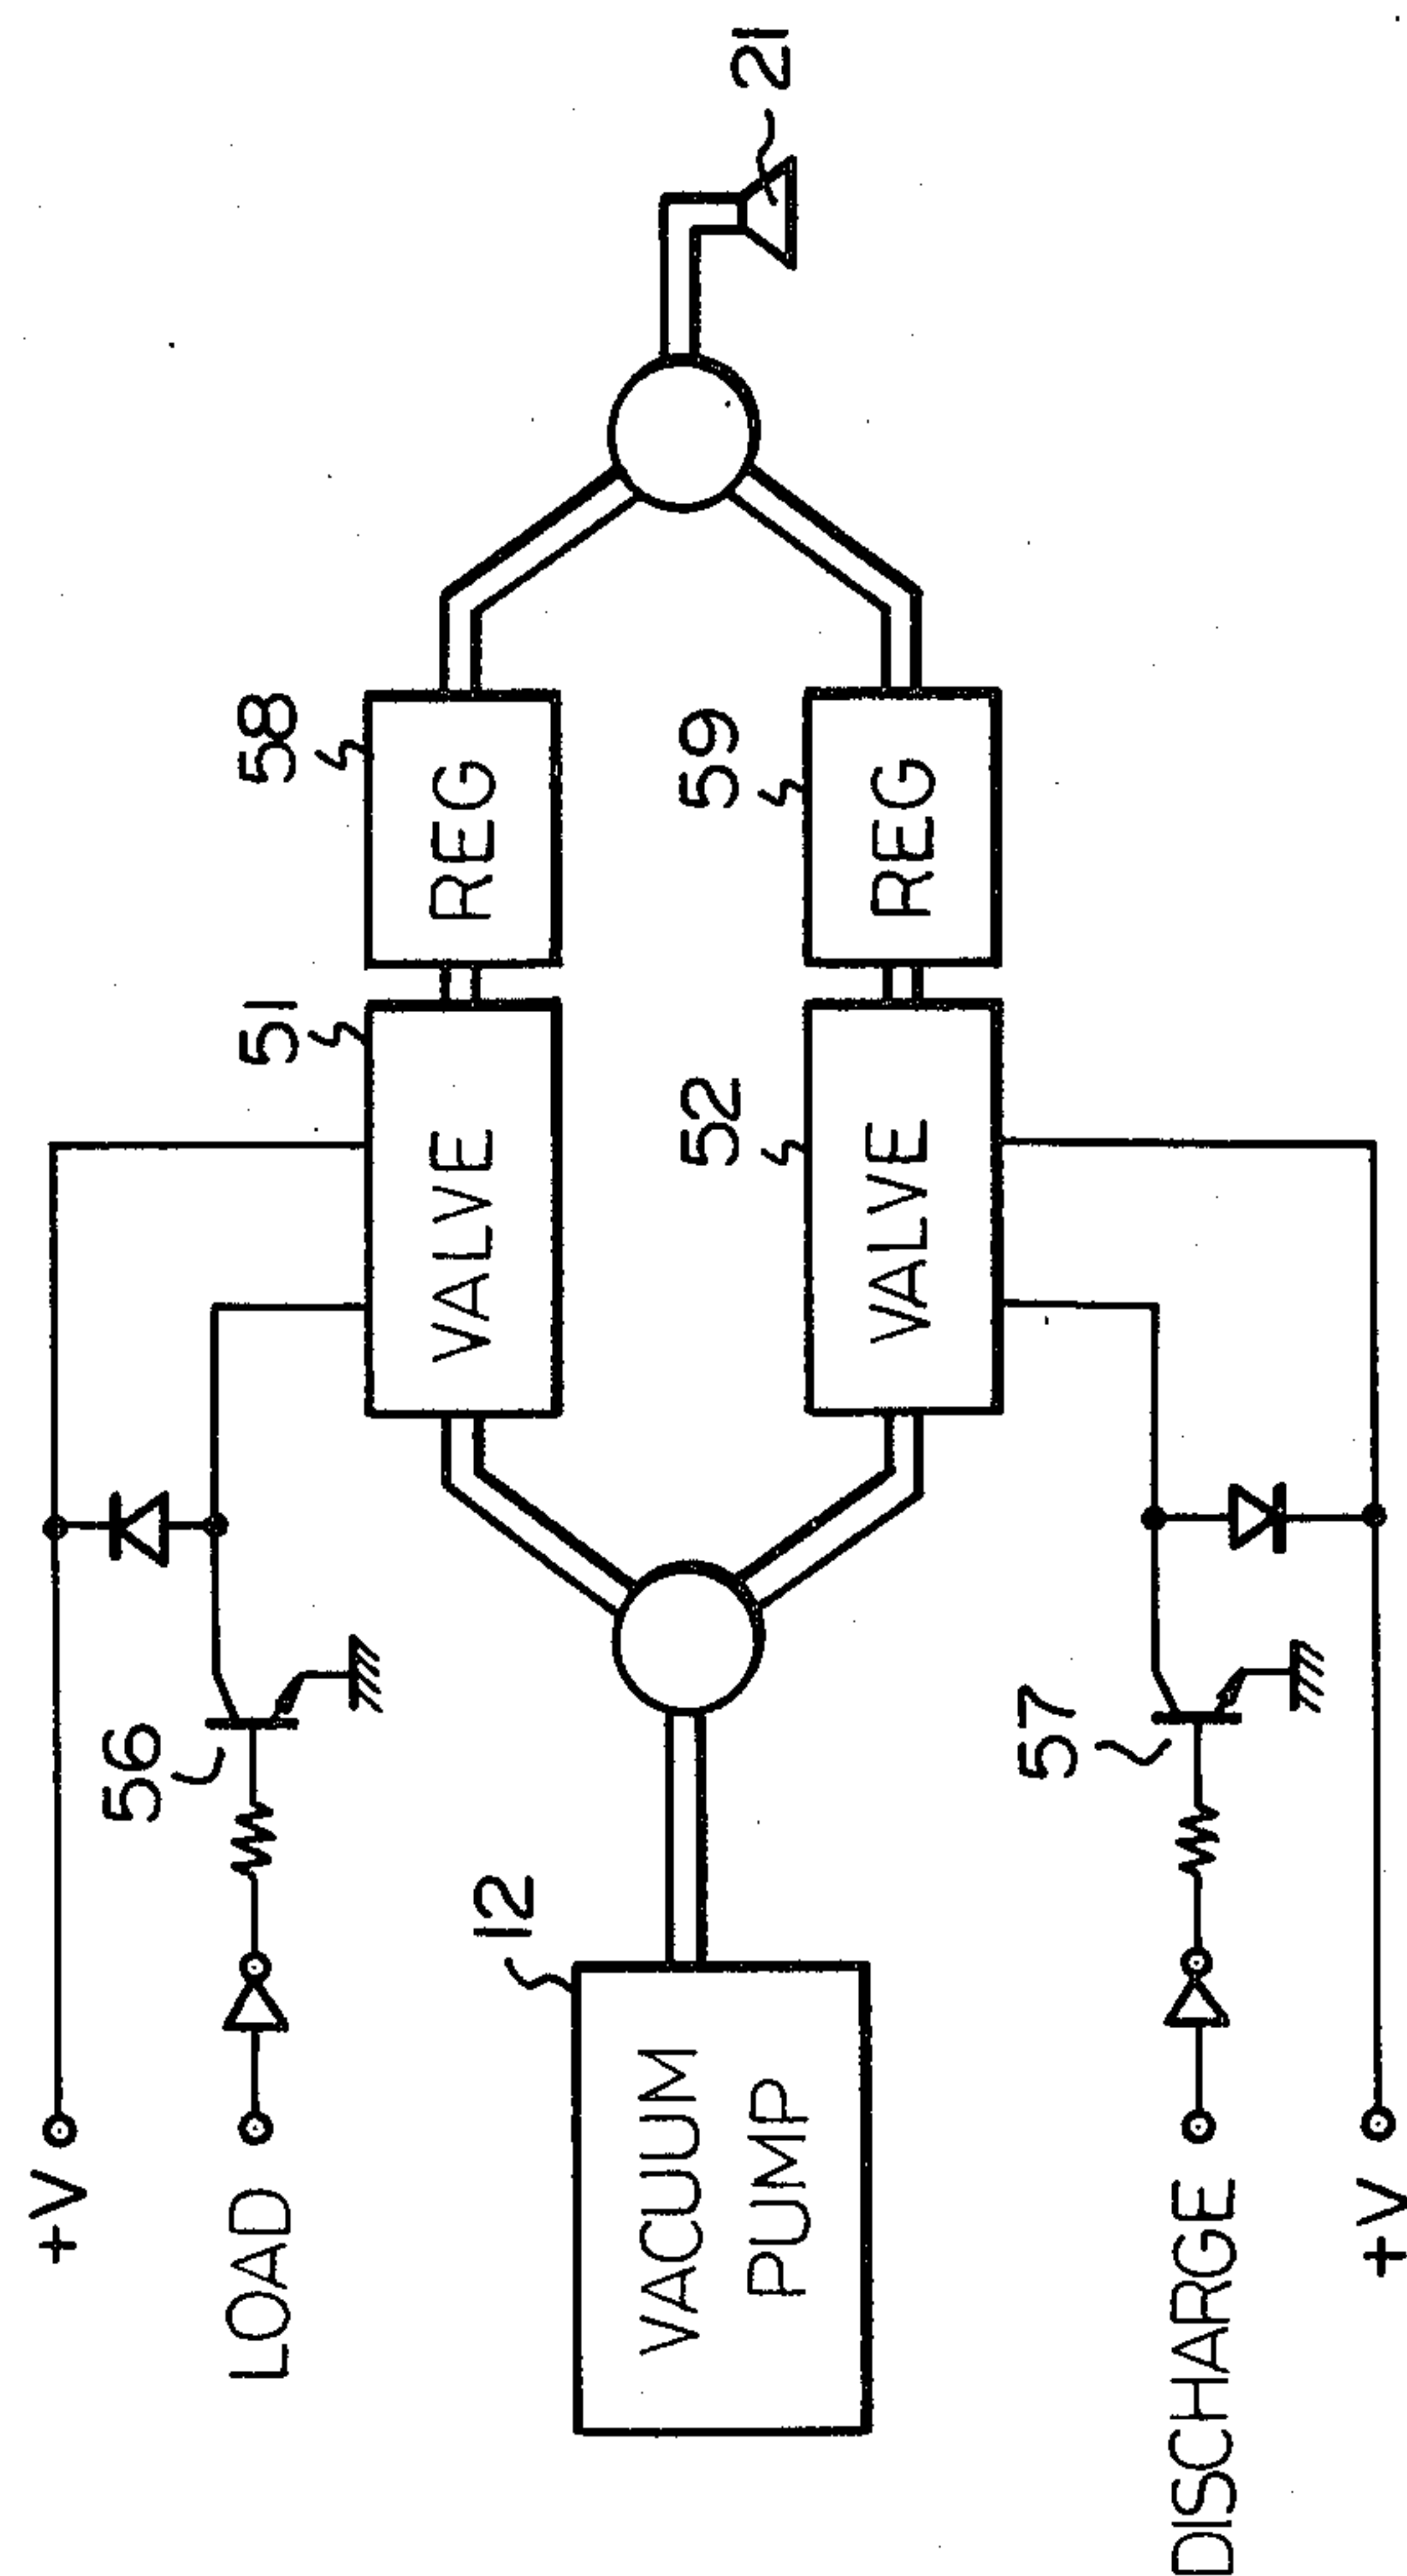 +V
LOAD
56
51
58
VALVE
REG
12
VACUUM
PUMP
21
52
59
VALVE
REG
57
DISCHARGE
+V